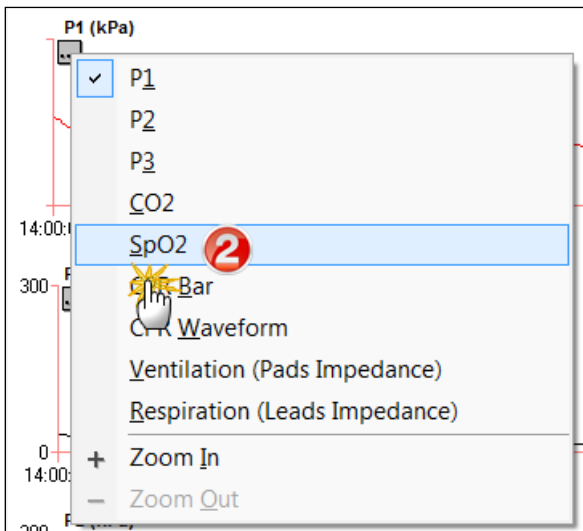 P1 (kPa)
P1
P2
P3
CO2
14:00:
SpO2 2
300
CPR Bar
CPR Waveform
Ventilation (Pads Impedance)
Respiration (Leads Impedance)
0
Zoom In
14:00:
Zoom Out